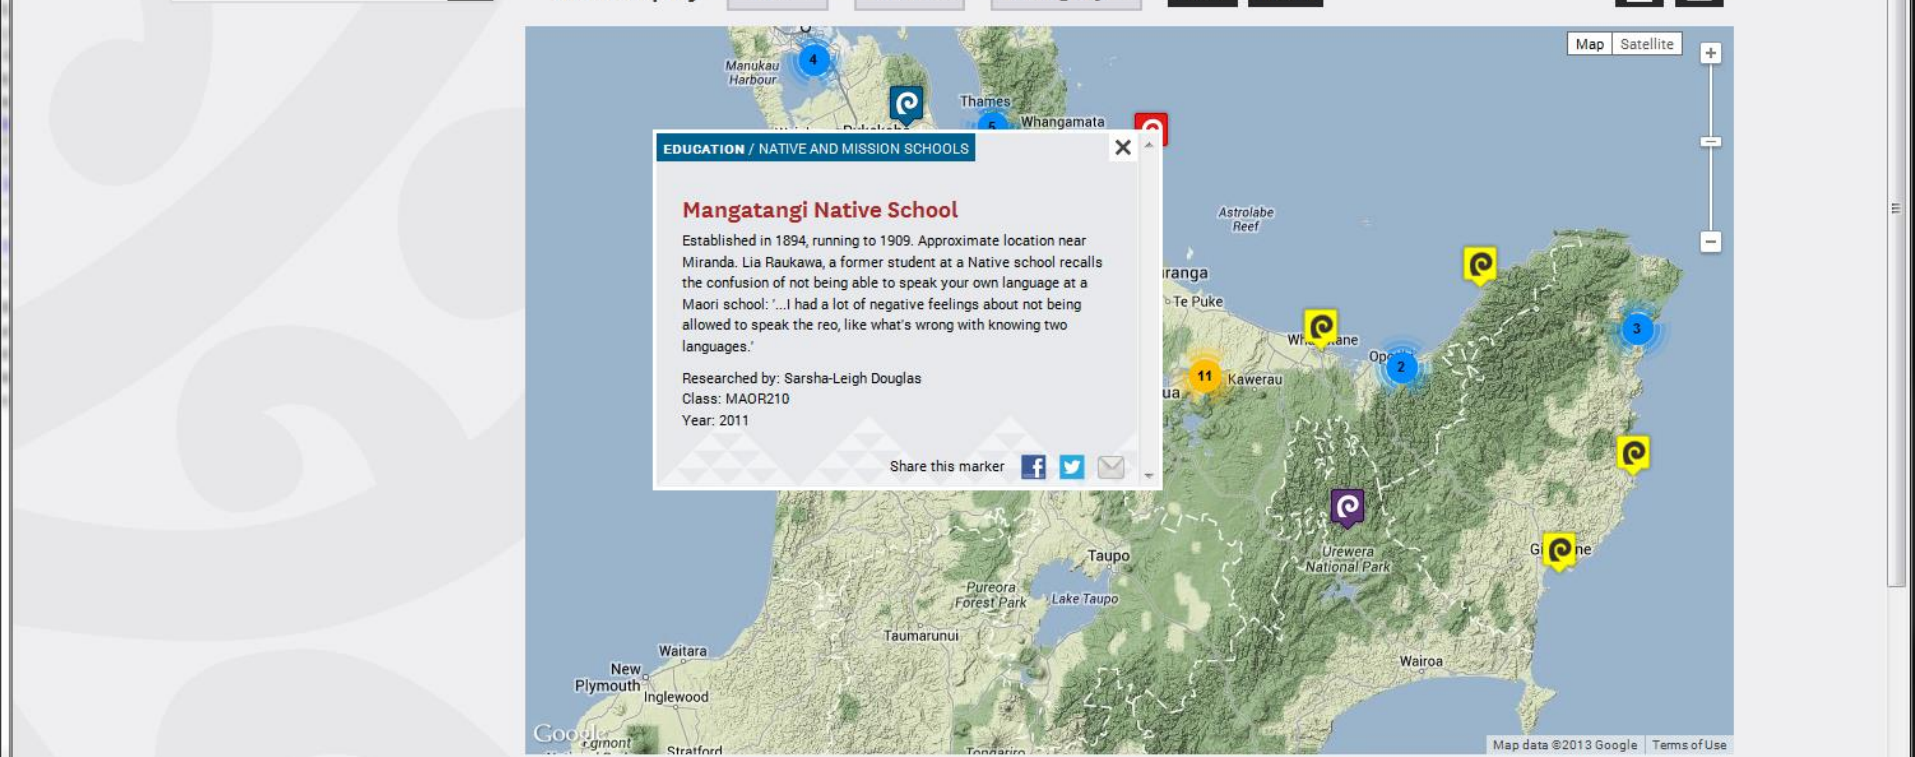 Map Satellite
Manukau
Harbour
4
Thames
5
Whangamata
EDUCATION / NATIVE AND MISSION SCHOOLS
Mangatangi Native School
Established in 1894, running to 1909. Approximate location near
Miranda. Lia Raukawa, a former student at a Native school recalls
the confusion of not being able to speak your own language at a
Maori school: '...I had a lot of negative feelings about not being
allowed to speak the reo, like what's wrong with knowing two
languages.'
Researched by: Sarsha-Leigh Douglas
Class: MAOR210
Year: 2011
Share this marker
Astrolabe
Reef
Te Puke
3
2
11
Kawerau
Urewera
National Park
Taupo
Pureora
Forest Park
Lake Taupo
Taumarunui
Waitara
New
Plymouth
Inglewood
Wairoa
Google
Stratford
Tongariro
Map data ©2013 Google Terms of Use